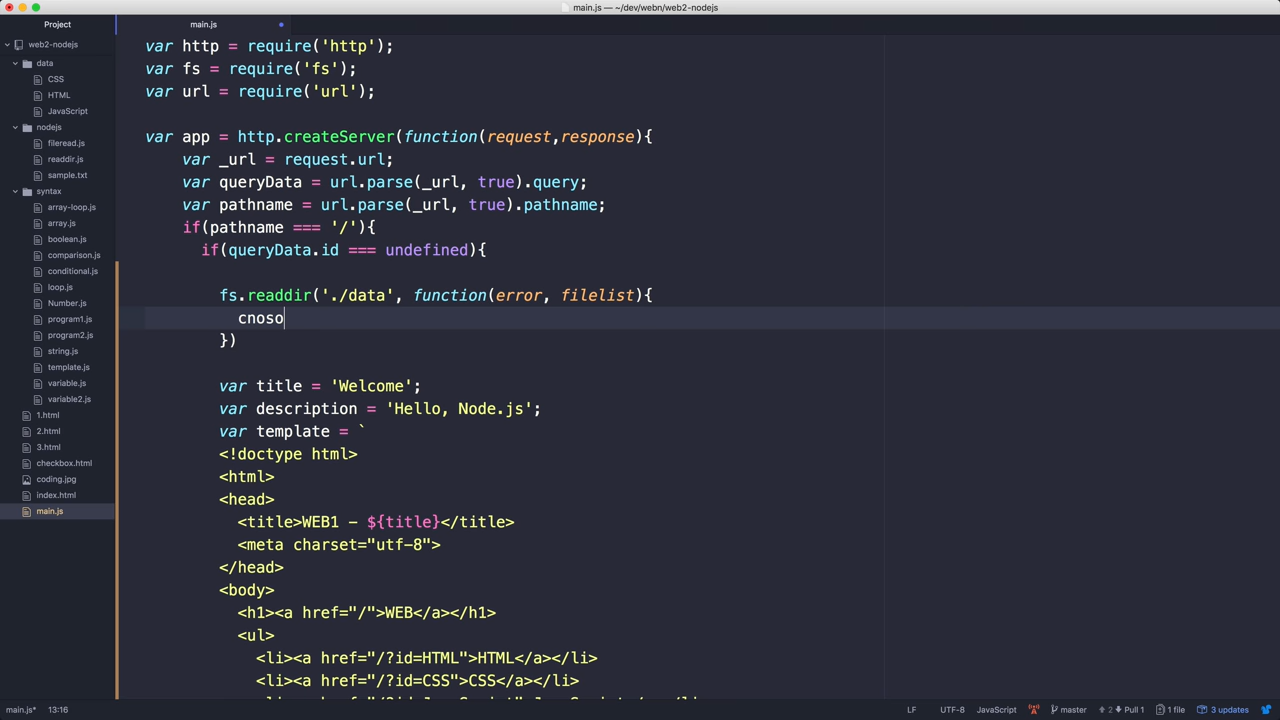 main.js — ~/dev/webn/web2-nodejs
Project
web2-nodejs
data
CSS
HTML
JavaScript
nodejs
fileread.js
readdir.js
sample.txt
syntax
array-loop.js
array.js
boolean.js
comparison.js
conditional.js
loop.js
Number.js
program1.js
program2.js
string.js
template.js
variable.js
variable2.js
1.html
2.html
3.html
checkbox.html
coding.jpg
index.html
main.js
main.js
var http = require('http');
var fs = require('fs');
var url = require('url');
var app = http.createServer(function(request,response){
var _url = request.url;
var queryData = url.parse(_url, true).query;
var pathname = url.parse(_url, true).pathname;
if(pathname === '/'){
if(queryData.id === undefined){
fs.readdir('./data', function(error, filelist){
cnoso
})
var title = 'Welcome';
var description = 'Hello, Node.js';
var template = `
<!doctype html>
<html>
<head>
<title>WEB1 - ${title}</title>
<meta charset="utf-8">
</head>
<body>
<h1><a href="/">WEB</a></h1>
<ul>
<li><a href="/?id=HTML">HTML</a></li>
<li><a href="/?id=CSS">CSS</a></li>
main.js* 13:16 LF UTF-8 JavaScript master 2 Pull 1 1 file 3 updates